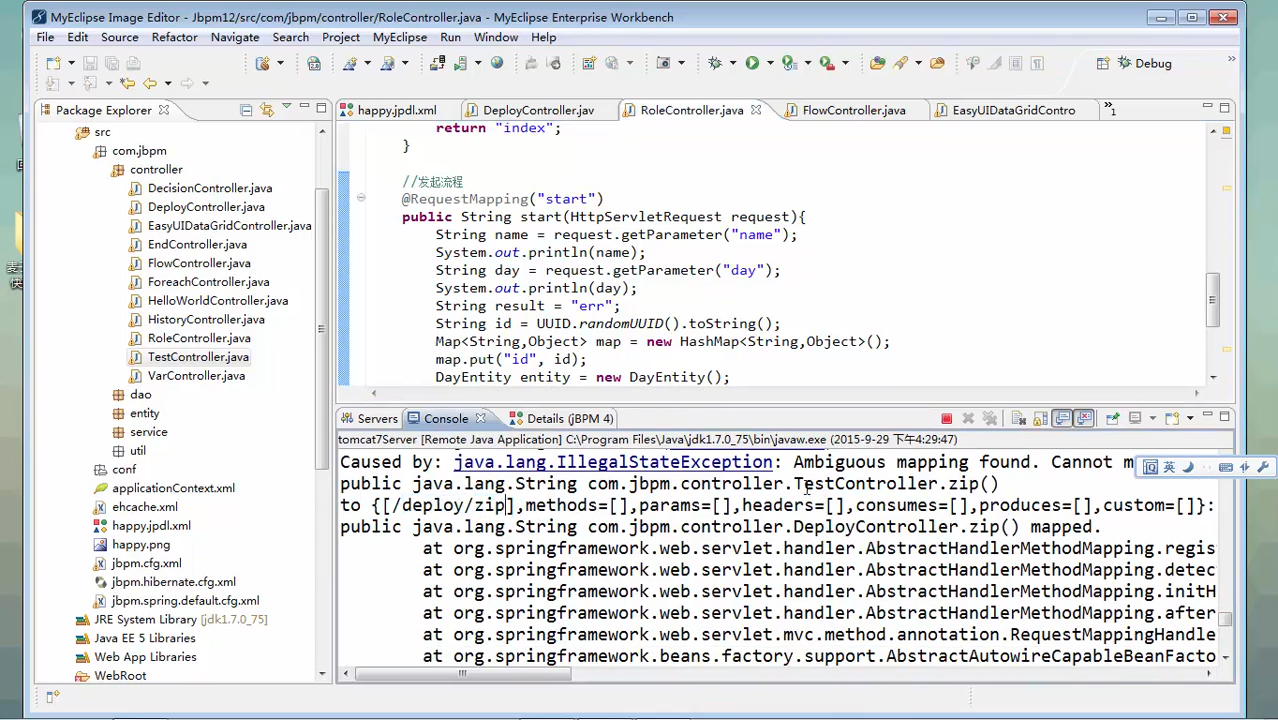 MyEclipse Image Editor - Jbpm12/src/com/jbpm/controller/RoleController.java - MyEclipse Enterprise Workbench
File Edit Source Refactor Navigate Search Project MyEclipse Run Window Help
Debug
Package Explorer
src
com.jbpm
controller
DecisionController.java
DeployController.java
EasyUIDataGridController.java
EndController.java
FlowController.java
ForeachController.java
HelloWorldController.java
HistoryController.java
RoleController.java
TestController.java
VarController.java
dao
entity
service
util
conf
applicationContext.xml
ehcache.xml
happy.jpdl.xml
happy.png
jbpm.cfg.xml
jbpm.hibernate.cfg.xml
jbpm.spring.default.cfg.xml
JRE System Library [jdk1.7.0_75]
Java EE 5 Libraries
Web App Libraries
WebRoot
happy.jpdl.xml DeployController.jav RoleController.java FlowController.java EasyUIDataGridContro »1
return "index";
}
//发起流程
@RequestMapping("start")
public String start(HttpServletRequest request){
String name = request.getParameter("name");
System.out.println(name);
String day = request.getParameter("day");
System.out.println(day);
String result = "err";
String id = UUID.randomUUID().toString();
Map<String,Object> map = new HashMap<String,Object>();
map.put("id", id);
DayEntity entity = new DayEntity();
Servers Console Details (jBPM 4)
tomcat7Server [Remote Java Application] C:\Program Files\Java\jdk1.7.0_75\bin\javaw.exe (2015-9-29 下午4:29:47)
Caused by: java.lang.IllegalStateException: Ambiguous mapping found. Cannot m
public java.lang.String com.jbpm.controller.TestController.zip()
to {[/deploy/zip],methods=[],params=[],headers=[],consumes=[],produces=[],custom=[]}:
public java.lang.String com.jbpm.controller.DeployController.zip() mapped.
at org.springframework.web.servlet.handler.AbstractHandlerMethodMapping.regis
at org.springframework.web.servlet.handler.AbstractHandlerMethodMapping.detec
at org.springframework.web.servlet.handler.AbstractHandlerMethodMapping.initH
at org.springframework.web.servlet.handler.AbstractHandlerMethodMapping.after
at org.springframework.web.servlet.mvc.method.annotation.RequestMappingHandle
at org.springframework.beans.factory.support.AbstractAutowireCapableBeanFacto
英